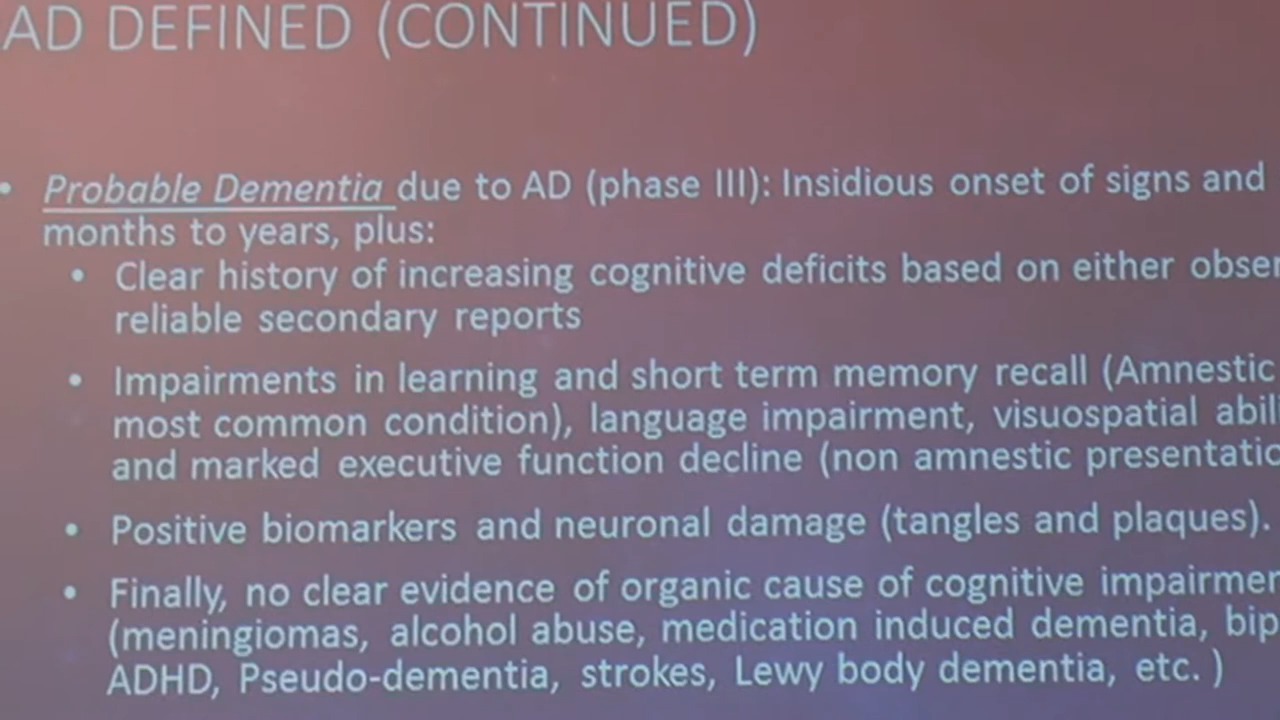 AD DEFINED (CONTINUED)
• Probable Dementia due to AD (phase III): Insidious onset of signs and
months to years, plus:
• Clear history of increasing cognitive deficits based on either obser
reliable secondary reports
• Impairments in learning and short term memory recall (Amnestic
most common condition), language impairment, visuospatial abil
and marked executive function decline (non amnestic presentatio
• Positive biomarkers and neuronal damage (tangles and plaques).
• Finally, no clear evidence of organic cause of cognitive impairmen
(meningiomas, alcohol abuse, medication induced dementia, bip
ADHD, Pseudo-dementia, strokes, Lewy body dementia, etc. )